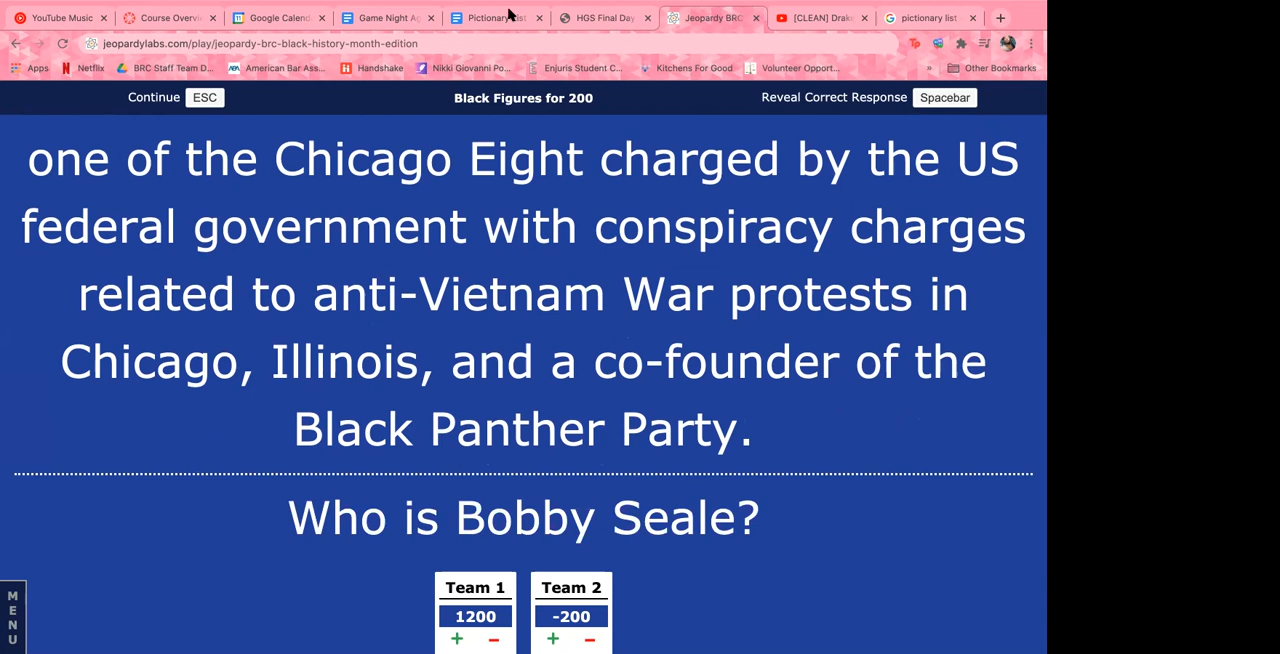 YouTube Music
Course Overvi
Google Calend
Game Night Ag
Pictionary List
HGS Final Day
Jeopardy BRC
[CLEAN] Drake
pictionary list
jeopardylabs.com/play/jeopardy-brc-black-history-month-edition
Apps
Netflix
BRC Staff Team D...
American Bar Ass...
Handshake
Nikki Giovanni Po...
Enjuris Student C...
Kitchens For Good
Volunteer Opport...
»
Other Bookmarks
Continue ESC
Black Figures for 200
Reveal Correct Response Spacebar
one of the Chicago Eight charged by the US
federal government with conspiracy charges
related to anti-Vietnam War protests in
Chicago, Illinois, and a co-founder of the
Black Panther Party.
Who is Bobby Seale?
Team 1
1200
+ −
Team 2
-200
+ −
MENU